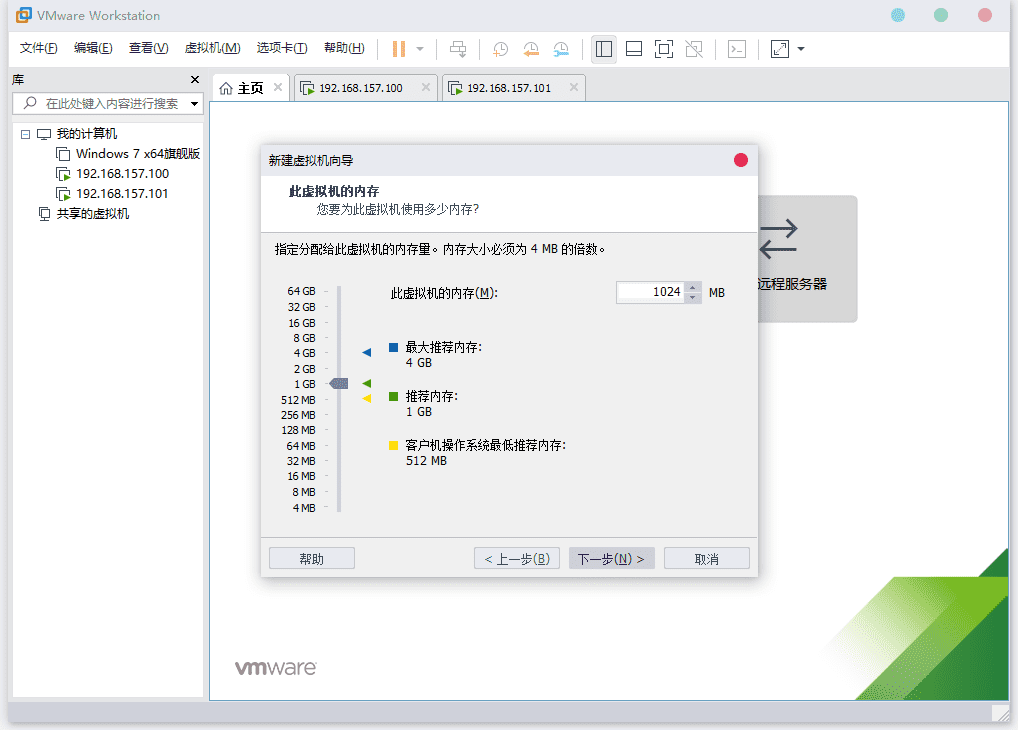 VMware Workstation
文件(F) 编辑(E) 查看(V) 虚拟机(M) 选项卡(T) 帮助(H)
库
在此处键入内容进行搜索
我的计算机
Windows 7 x64旗舰版
192.168.157.100
192.168.157.101
共享的虚拟机
主页 192.168.157.100 192.168.157.101
新建虚拟机向导
此虚拟机的内存
您要为此虚拟机使用多少内存?
指定分配给此虚拟机的内存量。内存大小必须为 4 MB 的倍数。
此虚拟机的内存(M): 1024 MB
64 GB
32 GB
16 GB
8 GB
4 GB
2 GB
1 GB
512 MB
256 MB
128 MB
64 MB
32 MB
16 MB
8 MB
4 MB
最大推荐内存:
4 GB
推荐内存:
1 GB
客户机操作系统最低推荐内存:
512 MB
帮助 < 上一步(B) 下一步(N) > 取消
远程服务器
vmware